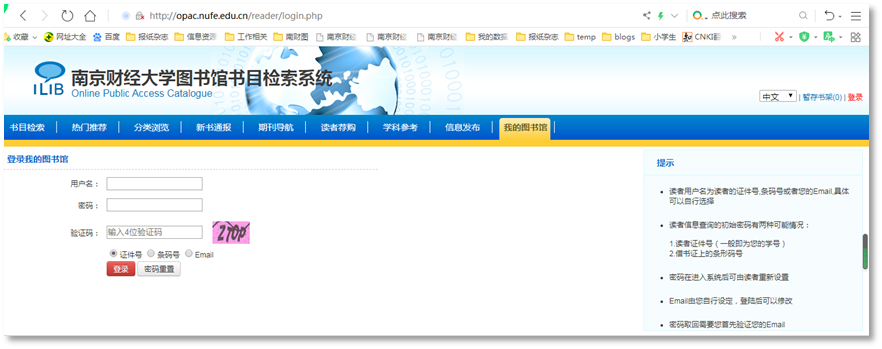 http://opac.nufe.edu.cn/reader/login.php
点此搜索
收藏 网址大全 百度 报纸杂志 信息资源 工作相关 南财图 南京财经 南京财经 南京财经 我的数据 报纸杂志 temp blogs 小学生 CNKI翻 »
iLIB 南京财经大学图书馆书目检索系统
Online Public Access Catalogue
中文 | 暂存书架(0) | 登录
书目检索 热门推荐 分类浏览 新书通报 期刊导航 读者荐购 学科参考 信息发布 我的图书馆
登录我的图书馆
用户名：
密码：
验证码： 输入4位验证码
证件号 条码号 Email
登录 密码重置
提示
读者用户名为读者的证件号,条码号或者您的Email,具体
可以自行选择
读者信息查询的初始密码有两种可能情况：
1.读者证件号（一般即为您的学号）
2.借书证上的条形码号
密码在进入系统后可由读者重新设置
Email由您自行设定，登陆后可以修改
密码取回需要您首先验证您的Email